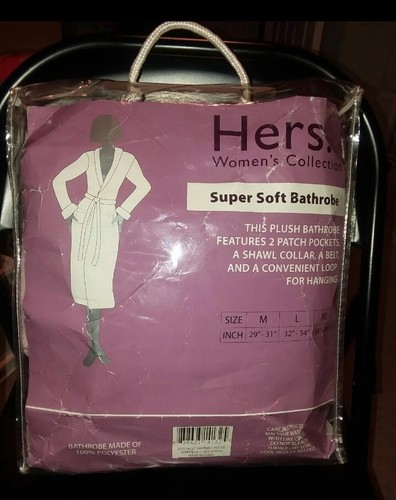 Hers.
Women's Collection
Super Soft Bathrobe
THIS PLUSH BATHROBE
FEATURES 2 PATCH POCKETS,
A SHAWL COLLAR, A BELT,
AND A CONVENIENT LOOP
FOR HANGING.
SIZE M L
INCH 29"- 31" 32"- 34"
BATHROBE MADE OF
100% POLYESTER
MACHINE